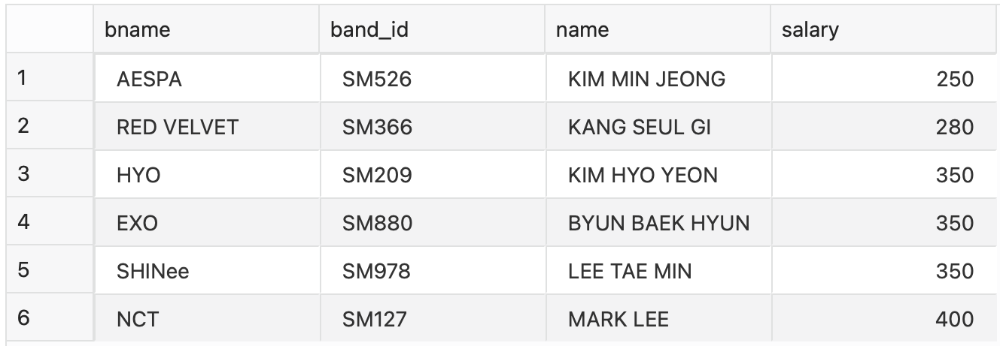 bname band_id name salary
1 AESPA SM526 KIM MIN JEONG 250
2 RED VELVET SM366 KANG SEUL GI 280
3 HYO SM209 KIM HYO YEON 350
4 EXO SM880 BYUN BAEK HYUN 350
5 SHINee SM978 LEE TAE MIN 350
6 NCT SM127 MARK LEE 400